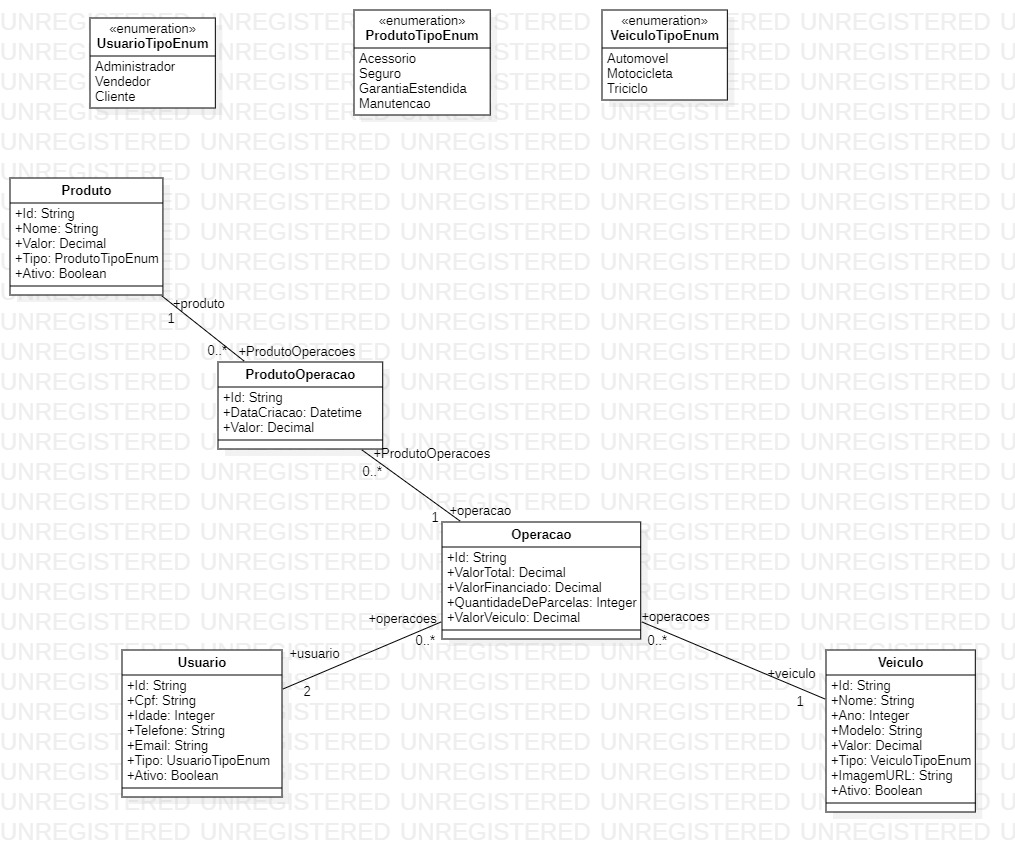 «enumeration»
UsuarioTipoEnum
Administrador
Vendedor
Cliente
«enumeration»
ProdutoTipoEnum
Acessorio
Seguro
GarantiaEstendida
Manutencao
«enumeration»
VeiculoTipoEnum
Automovel
Motocicleta
Triciclo
Produto
+Id: String
+Nome: String
+Valor: Decimal
+Tipo: ProdutoTipoEnum
+Ativo: Boolean
+produto
1
0..*
+ProdutoOperacoes
ProdutoOperacao
+Id: String
+DataCriacao: Datetime
+Valor: Decimal
+ProdutoOperacoes
0..*
+operacao
1
Operacao
+Id: String
+ValorTotal: Decimal
+ValorFinanciado: Decimal
+QuantidadeDeParcelas: Integer
+ValorVeiculo: Decimal
+operacoes
0..*
+usuario
2
+operacoes
0..*
+veiculo
1
Usuario
+Id: String
+Cpf: String
+Idade: Integer
+Telefone: String
+Email: String
+Tipo: UsuarioTipoEnum
+Ativo: Boolean
Veiculo
+Id: String
+Nome: String
+Ano: Integer
+Modelo: String
+Valor: Decimal
+Tipo: VeiculoTipoEnum
+ImagemURL: String
+Ativo: Boolean
UNREGISTERED